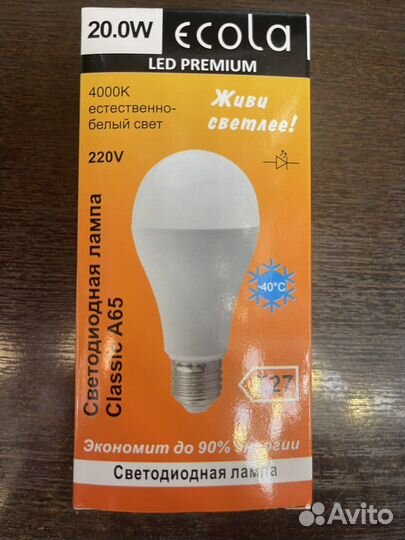 20.0W ecola
LED PREMIUM
4000K
естественно-
белый свет
Живи
светлее!
220V
Светодиодная лампа
Classic A65
-40°C
27
Экономит до 90% энергии
Светодиодная лампа
Avito